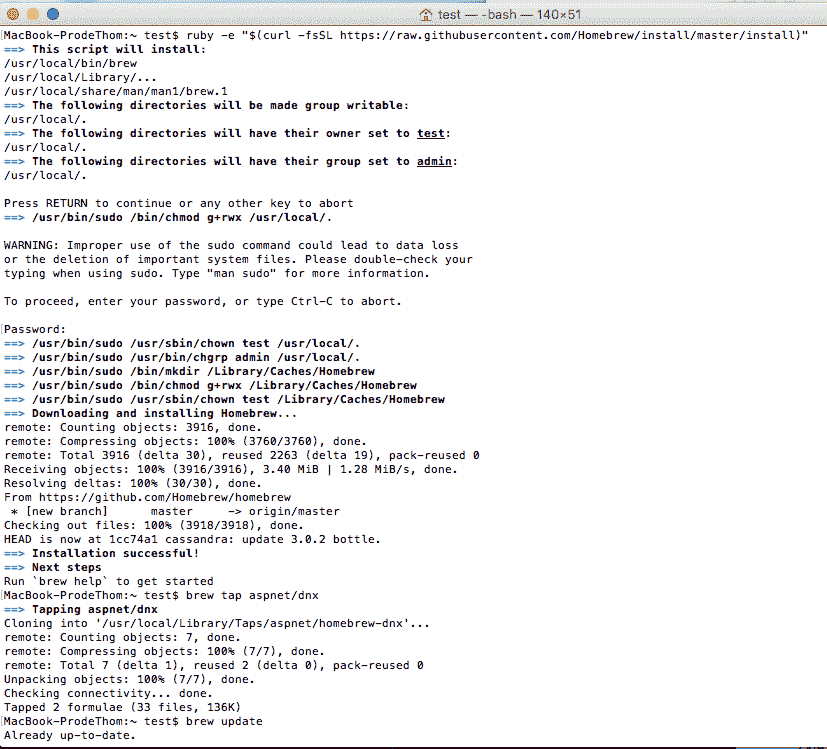 test — -bash — 140×51
MacBook-ProdeThom:~ test$ ruby -e "$(curl -fsSL https://raw.githubusercontent.com/Homebrew/install/master/install)"
==> This script will install:
/usr/local/bin/brew
/usr/local/Library/...
/usr/local/share/man/man1/brew.1
==> The following directories will be made group writable:
/usr/local/.
==> The following directories will have their owner set to test:
/usr/local/.
==> The following directories will have their group set to admin:
/usr/local/.
Press RETURN to continue or any other key to abort
==> /usr/bin/sudo /bin/chmod g+rwx /usr/local/.
WARNING: Improper use of the sudo command could lead to data loss
or the deletion of important system files. Please double-check your
typing when using sudo. Type "man sudo" for more information.
To proceed, enter your password, or type Ctrl-C to abort.
Password:
==> /usr/bin/sudo /usr/sbin/chown test /usr/local/.
==> /usr/bin/sudo /usr/bin/chgrp admin /usr/local/.
==> /usr/bin/sudo /bin/mkdir /Library/Caches/Homebrew
==> /usr/bin/sudo /bin/chmod g+rwx /Library/Caches/Homebrew
==> /usr/bin/sudo /usr/sbin/chown test /Library/Caches/Homebrew
==> Downloading and installing Homebrew...
remote: Counting objects: 3916, done.
remote: Compressing objects: 100% (3760/3760), done.
remote: Total 3916 (delta 30), reused 2263 (delta 19), pack-reused 0
Receiving objects: 100% (3916/3916), 3.40 MiB | 1.28 MiB/s, done.
Resolving deltas: 100% (30/30), done.
From https://github.com/Homebrew/homebrew
 * [new branch]      master     -> origin/master
Checking out files: 100% (3918/3918), done.
HEAD is now at 1cc74a1 cassandra: update 3.0.2 bottle.
==> Installation successful!
==> Next steps
Run `brew help` to get started
MacBook-ProdeThom:~ test$ brew tap aspnet/dnx
==> Tapping aspnet/dnx
Cloning into '/usr/local/Library/Taps/aspnet/homebrew-dnx'...
remote: Counting objects: 7, done.
remote: Compressing objects: 100% (7/7), done.
remote: Total 7 (delta 1), reused 2 (delta 0), pack-reused 0
Unpacking objects: 100% (7/7), done.
Checking connectivity... done.
Tapped 2 formulae (33 files, 136K)
MacBook-ProdeThom:~ test$ brew update
Already up-to-date.